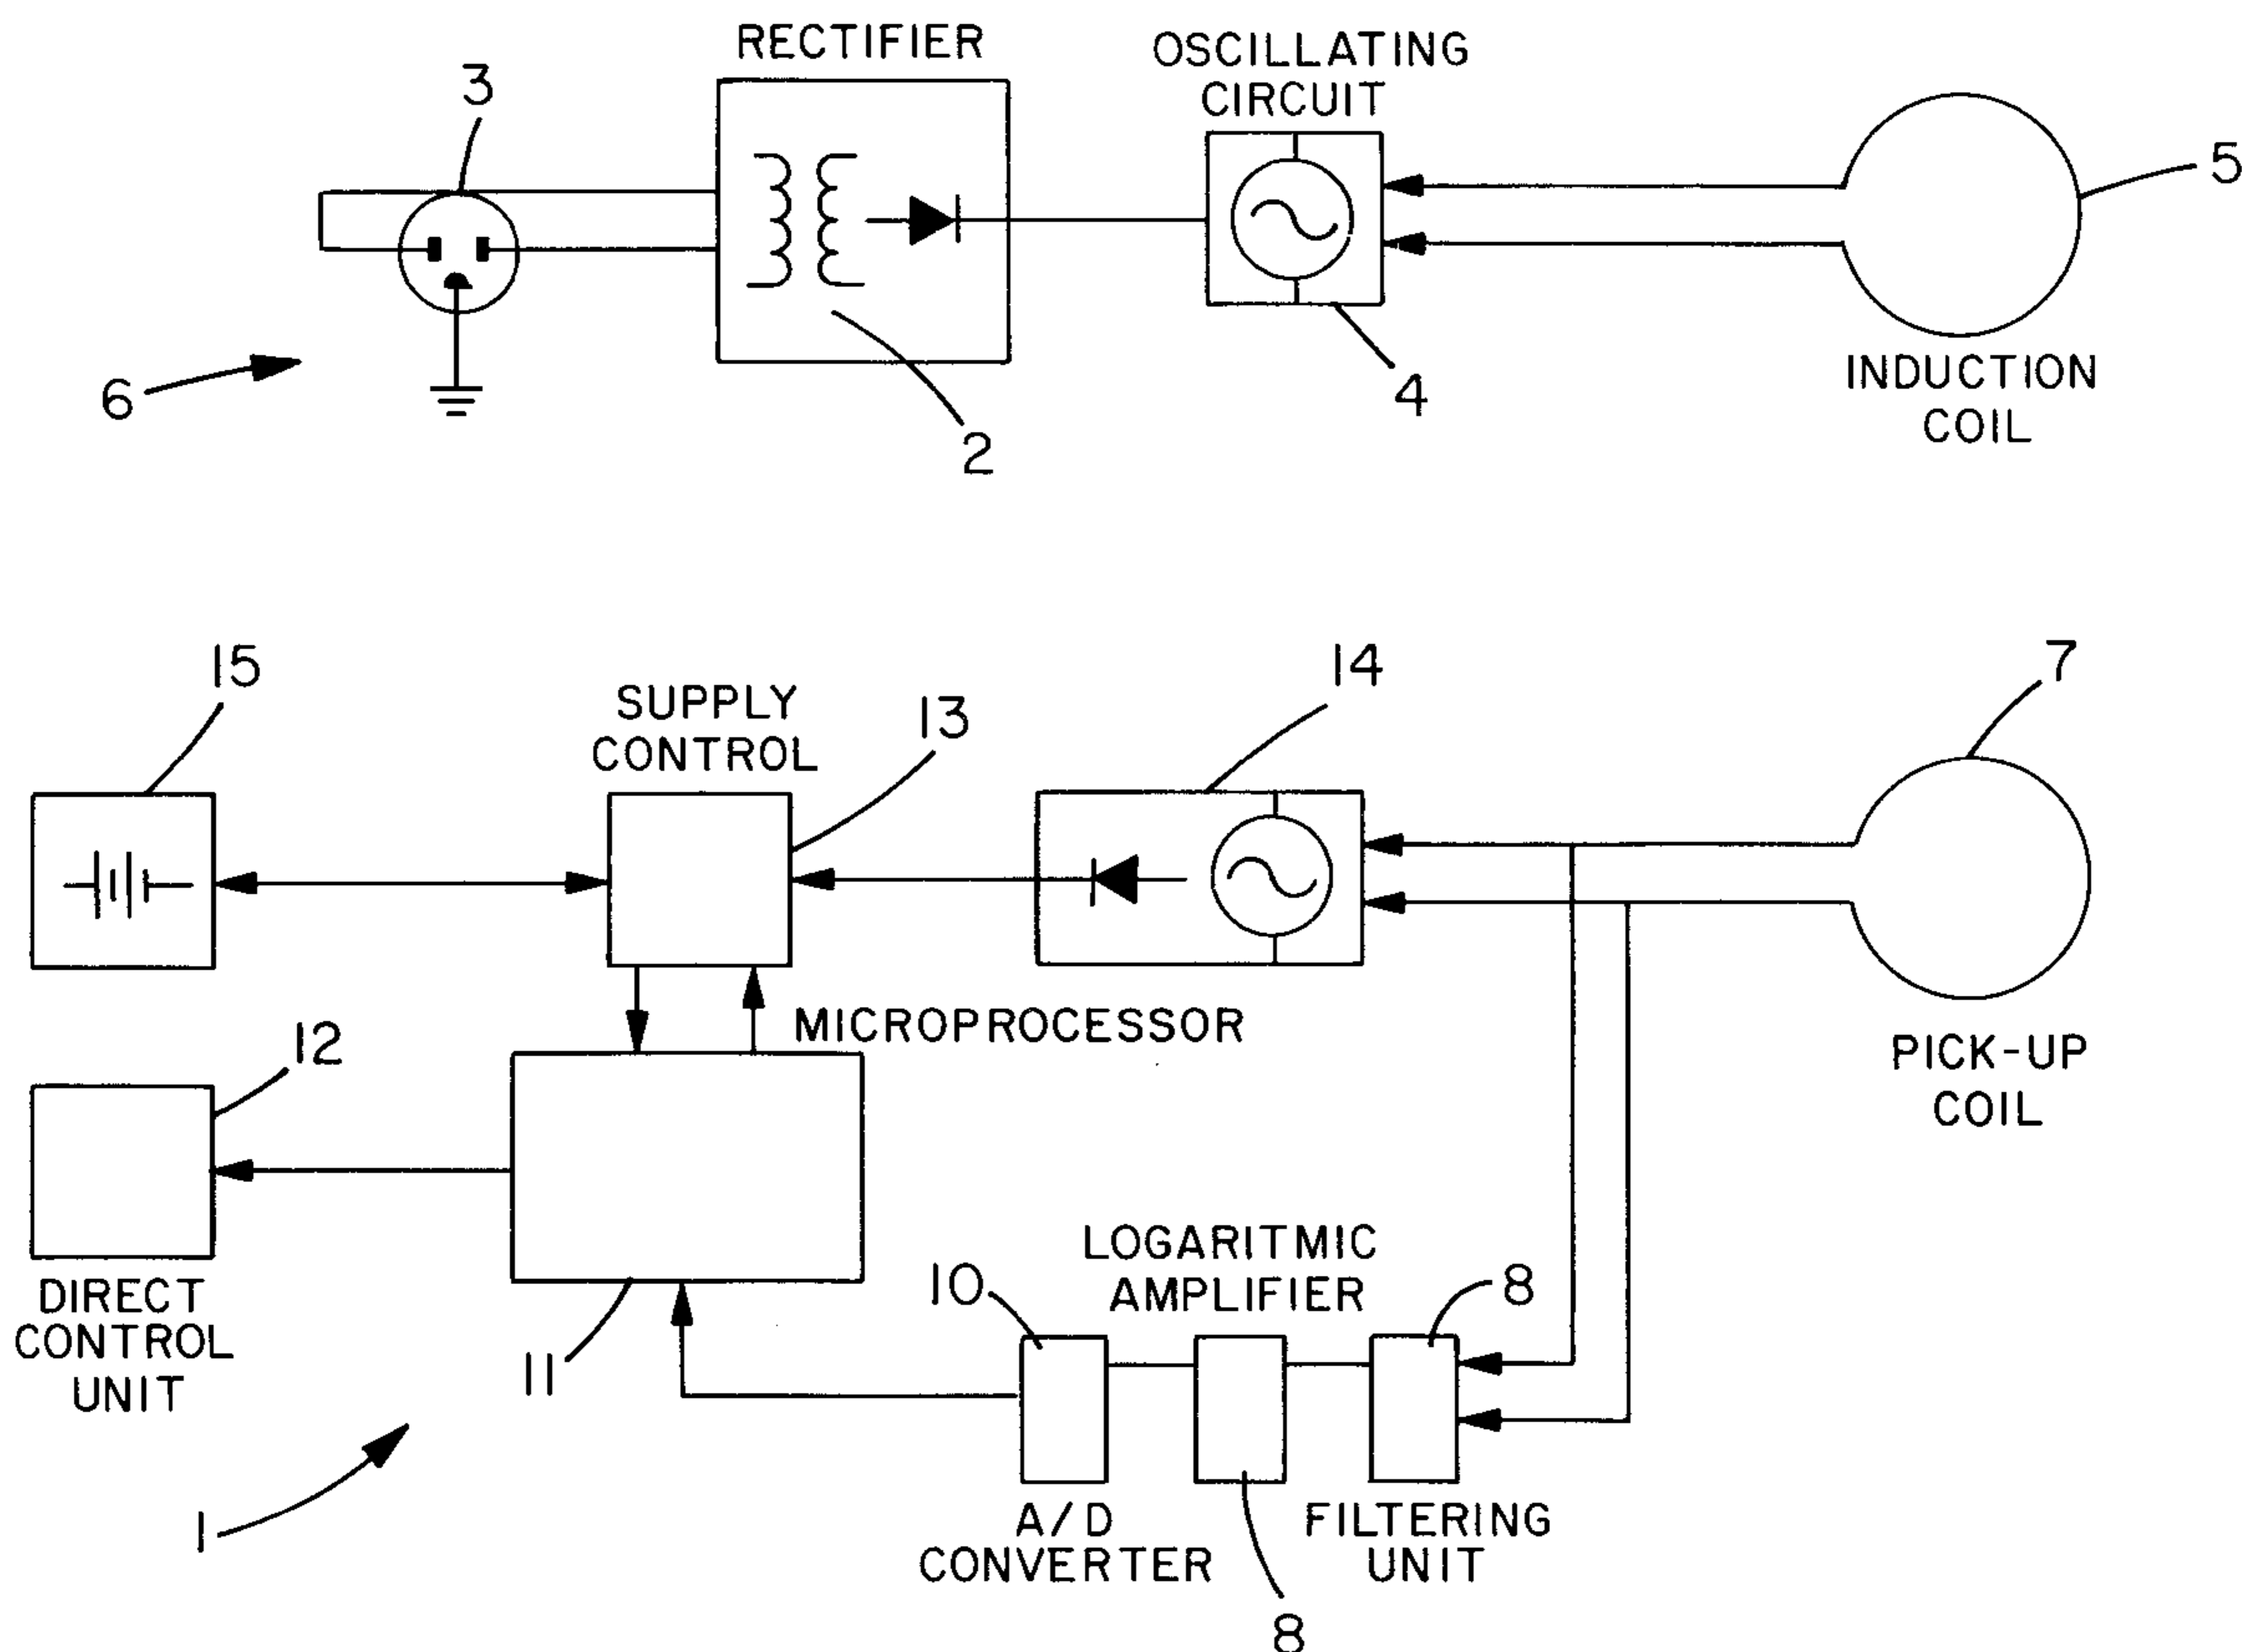 RECTIFIER
OSCILLATING
CIRCUIT
3
5
6
2
4
INDUCTION
COIL
15
SUPPLY
CONTROL
13
14
7
12
MICROPROCESSOR
PICK-UP
COIL
DIRECT
CONTROL
UNIT
11
10
LOGARITMIC
AMPLIFIER
8
1
A/D
CONVERTER
FILTERING
UNIT
8